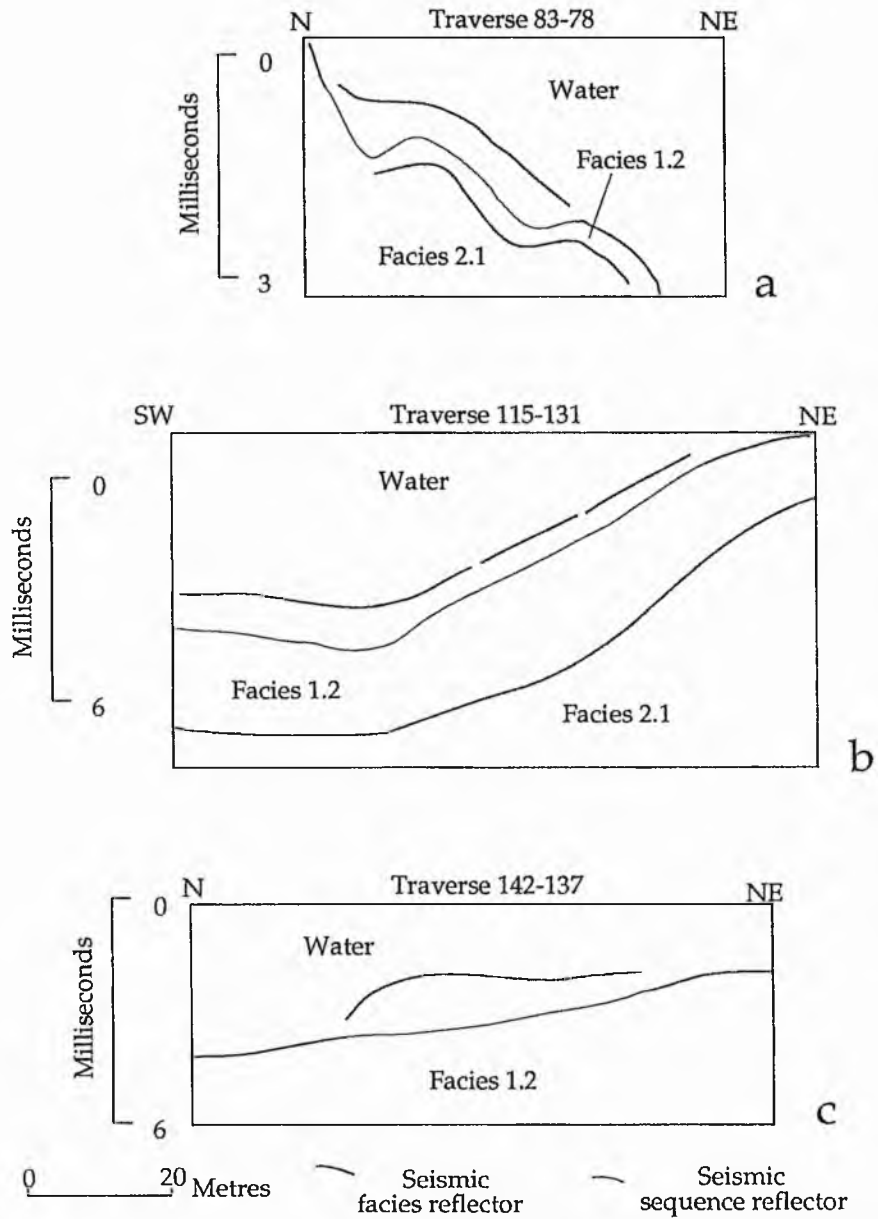 N Traverse 83-78 NE
0
Water
Milliseconds
Facies 1.2
Facies 2.1
3
a
SW Traverse 115-131 NE
0
Water
Milliseconds
Facies 1.2
6
Facies 2.1
b
N Traverse 142-137 NE
0
Water
Milliseconds
Facies 1.2
6
c
0 20 Metres
Seismic
facies reflector
Seismic
sequence reflector